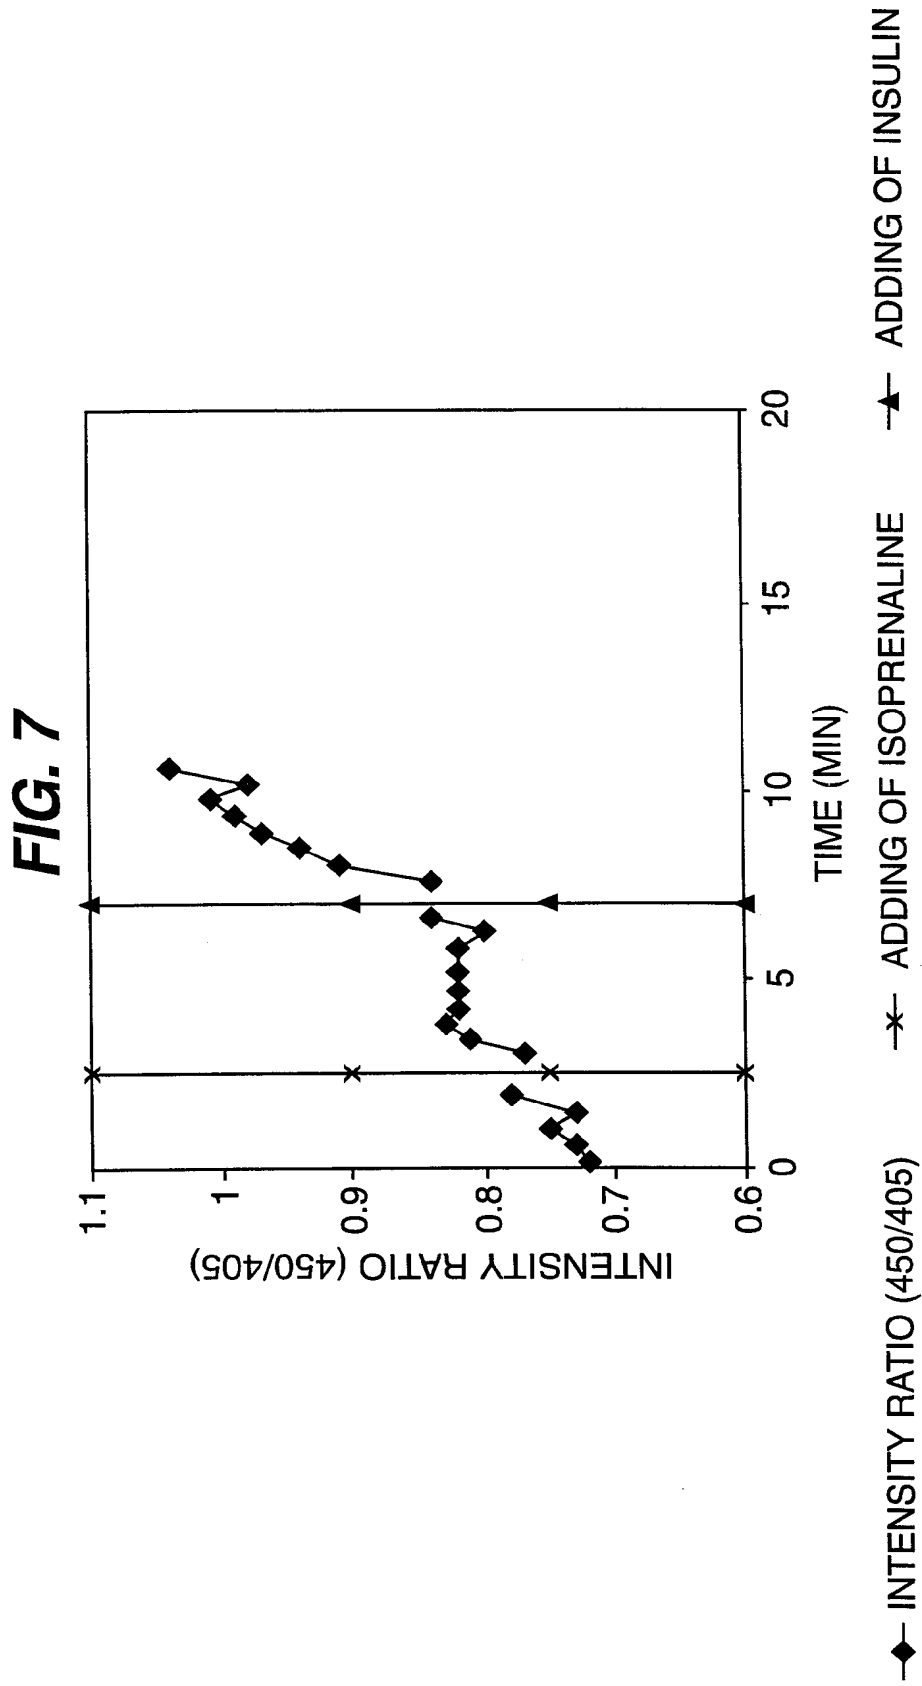 FIG. 7
INTENSITY RATIO (450/405)
1.1
1
0.9
0.8
0.7
0.6
0
5
10
15
20
TIME (MIN)
INTENSITY RATIO (450/405)
ADDING OF ISOPRENALINE
ADDING OF INSULIN